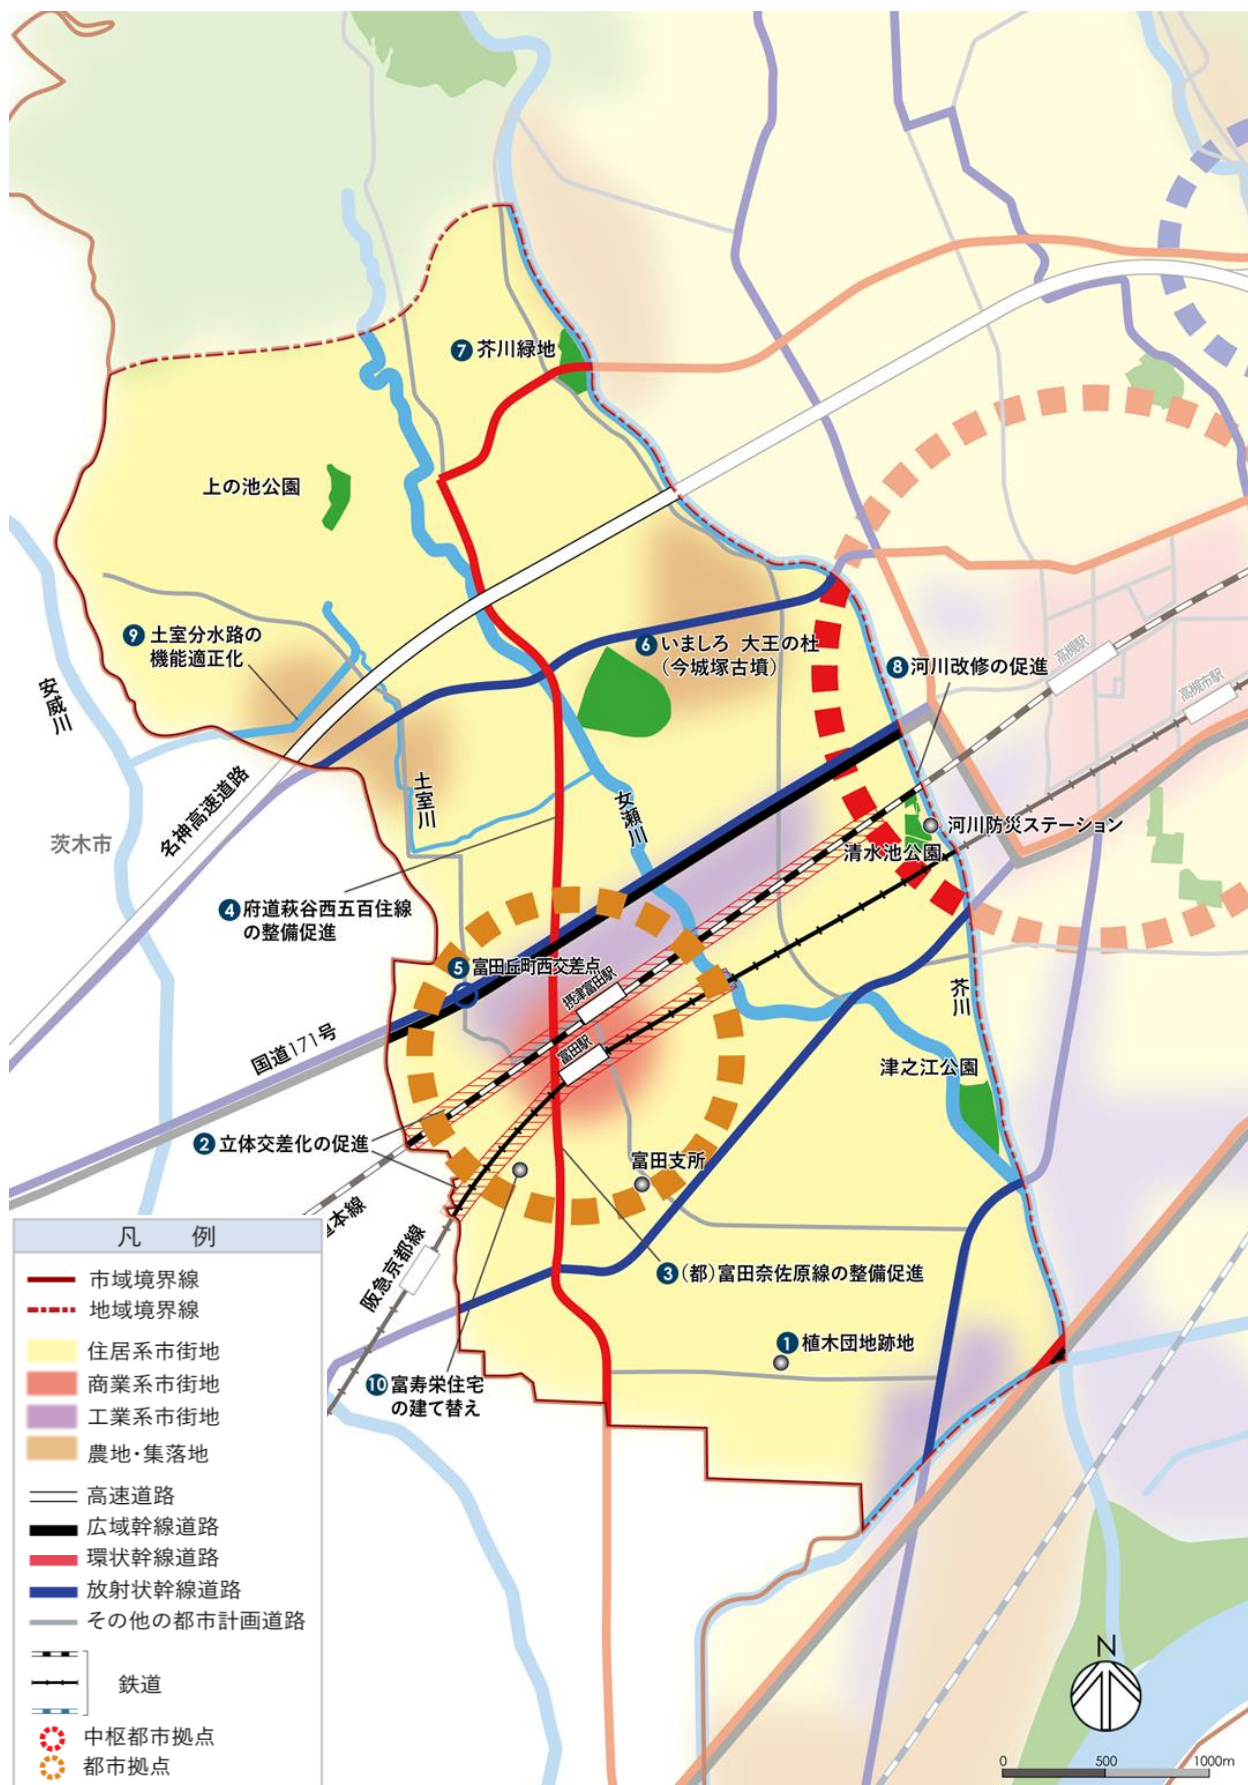 7 芥川緑地
上の池公園
9 土室分水路の
機能適正化
6 いましろ 大王の杜
(今城塚古墳)
8 河川改修の促進
高槻駅
高槻市駅
安威川
名神高速道路
土室川
女瀬川
茨木市
河川防災ステーション
清水池公園
4 府道萩谷西五百住線
の整備促進
5 富田丘町西交差点
摂津富田駅
芥川
国道171号
富田駅
津之江公園
2 立体交差化の促進
富田支所
本線
阪急京都線
3 (都)富田奈佐原線の整備促進
1 植木団地跡地
10 富寿栄住宅
の建て替え
凡 例
市域境界線
地域境界線
住居系市街地
商業系市街地
工業系市街地
農地・集落地
高速道路
広域幹線道路
環状幹線道路
放射状幹線道路
その他の都市計画道路
鉄道
中枢都市拠点
都市拠点
N
0 500 1000m